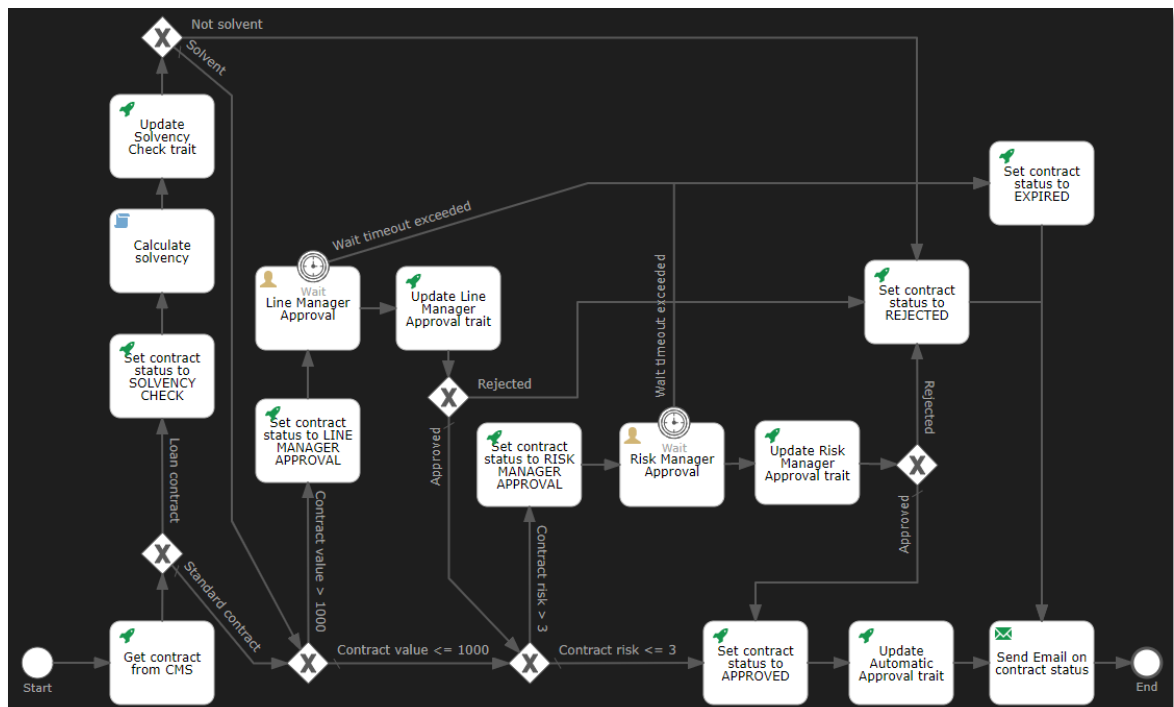 Not solvent
Solvent
Update
Solvency
Check trait
Set contract
status to
EXPIRED
Wait timeout exceeded
Calculate
solvency
Wait
Line Manager
Approval
Update Line
Manager
Approval trait
Set contract
status to
REJECTED
Wait timeout exceeded
Set contract
status to
SOLVENCY
CHECK
Rejected
Rejected
Set contract
status to LINE
MANAGER
APPROVAL
Approved
Set contract
status to RISK
MANAGER
APPROVAL
Wait
Risk Manager
Approval
Update Risk
Manager
Approval trait
Loan contract
Contract value > 1000
Contract risk > 3
Approved
Standard contract
Start
Get contract
from CMS
Contract value <= 1000
Contract risk <= 3
Set contract
status to
APPROVED
Update
Automatic
Approval trait
Send Email on
contract status
End